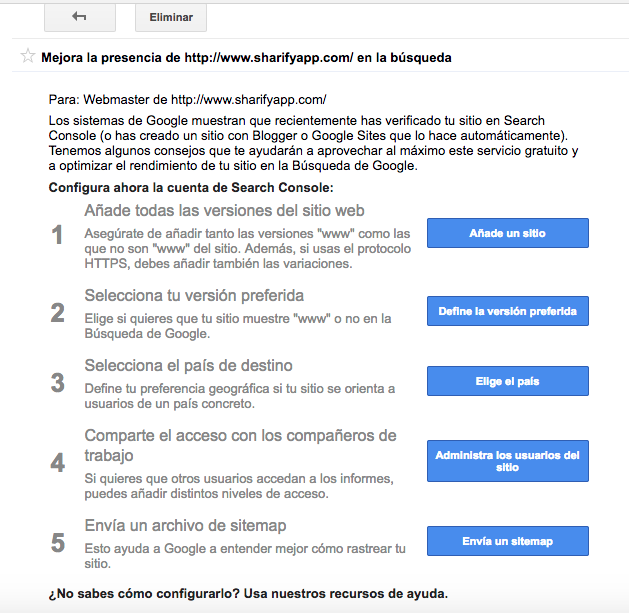 Eliminar
Mejora la presencia de http://www.sharifyapp.com/ en la búsqueda
Para: Webmaster de http://www.sharifyapp.com/
Los sistemas de Google muestran que recientemente has verificado tu sitio en Search
Console (o has creado un sitio con Blogger o Google Sites que lo hace automáticamente).
Tenemos algunos consejos que te ayudarán a aprovechar al máximo este servicio gratuito y
a optimizar el rendimiento de tu sitio en la Búsqueda de Google.
Configura ahora la cuenta de Search Console:
1
Añade todas las versiones del sitio web
Asegúrate de añadir tanto las versiones "www" como las
que no son "www" del sitio. Además, si usas el protocolo
HTTPS, debes añadir también las variaciones.
Añade un sitio
2
Selecciona tu versión preferida
Elige si quieres que tu sitio muestre "www" o no en la
Búsqueda de Google.
Define la versión preferida
3
Selecciona el país de destino
Define tu preferencia geográfica si tu sitio se orienta a
usuarios de un país concreto.
Elige el país
4
Comparte el acceso con los compañeros de
trabajo
Si quieres que otros usuarios accedan a los informes,
puedes añadir distintos niveles de acceso.
Administra los usuarios del
sitio
5
Envía un archivo de sitemap
Esto ayuda a Google a entender mejor cómo rastrear tu
sitio.
Envía un sitemap
¿No sabes cómo configurarlo? Usa nuestros recursos de ayuda.